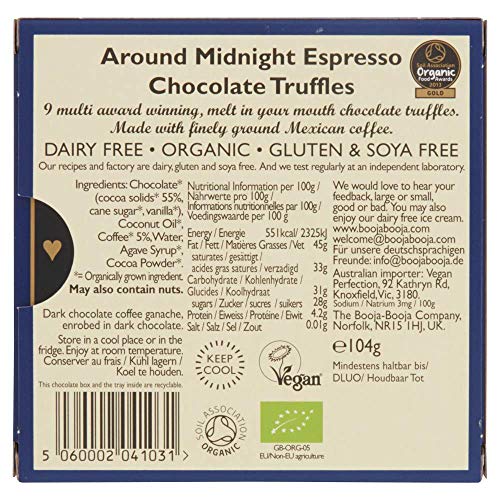 Around Midnight Espresso
Chocolate Truffles
Soil Association
Organic
Food Awards
2013
GOLD
9 multi award winning, melt in your mouth chocolate truffles.
Made with finely ground Mexican coffee.
DAIRY FREE • ORGANIC • GLUTEN & SOYA FREE
Our recipes and factory are dairy, gluten and soya free. And we test regularly at an independent laboratory.
Ingredients: Chocolate*
(cocoa solids* 55%,
cane sugar*, vanilla*),
Coconut Oil*,
Coffee* 5%, Water,
Agave Syrup*,
Cocoa Powder*.
*= Organically grown ingredient.
May also contain nuts.
Dark chocolate coffee ganache,
enrobed in dark chocolate.
Store in a cool place or in the
fridge. Enjoy at room temperature.
Conserver au frais / Kühl lagern /
Koel te houden.
This chocolate box and the tray inside are recyclable.
5 060002 041031 >
Nutritional Information per 100g/
Nahrwerte pro 100g/
Informations nutritionnelles par 100g/
Voedingswaarde per 100 g
Energy / Energie 551kcal / 2325kJ
Fat / Fett / Matières Grasses / Vet 45g
saturates / gesättigt /
acides gras saturés / verzadigd 33g
Carbohydrate / Kohlenhydrate /
Glucides / Koolhydraat 31g
sugars / Zucker / sucres / suikers 28g
Protein / Eiweiss / Protéines / Eiwit 4.2g
Salt / Salz / Sel / Zout 0.01g
KEEP
COOL
Vegan
SOIL ASSOCIATION
ORGANIC
We would love to hear your
feedback, large or small,
good or bad. You may also
enjoy our dairy free ice cream.
www.boojabooja.com
welcome@boojabooja.com
Für unsere deutschsprachigen
Freunde: info@boojabooja.de
Australian importer: Vegan
Perfection, 92 Kathryn Rd,
Knoxfield, Vic, 3180.
Sodium / Natrium 3mg / 100g
The Booja-Booja Company,
Norfolk, NR15 1HJ, UK.
℮104g
Mindestens haltbar bis/
DLUO/ Houdbaar Tot
GB-ORG-05
EU/Non-EU agriculture